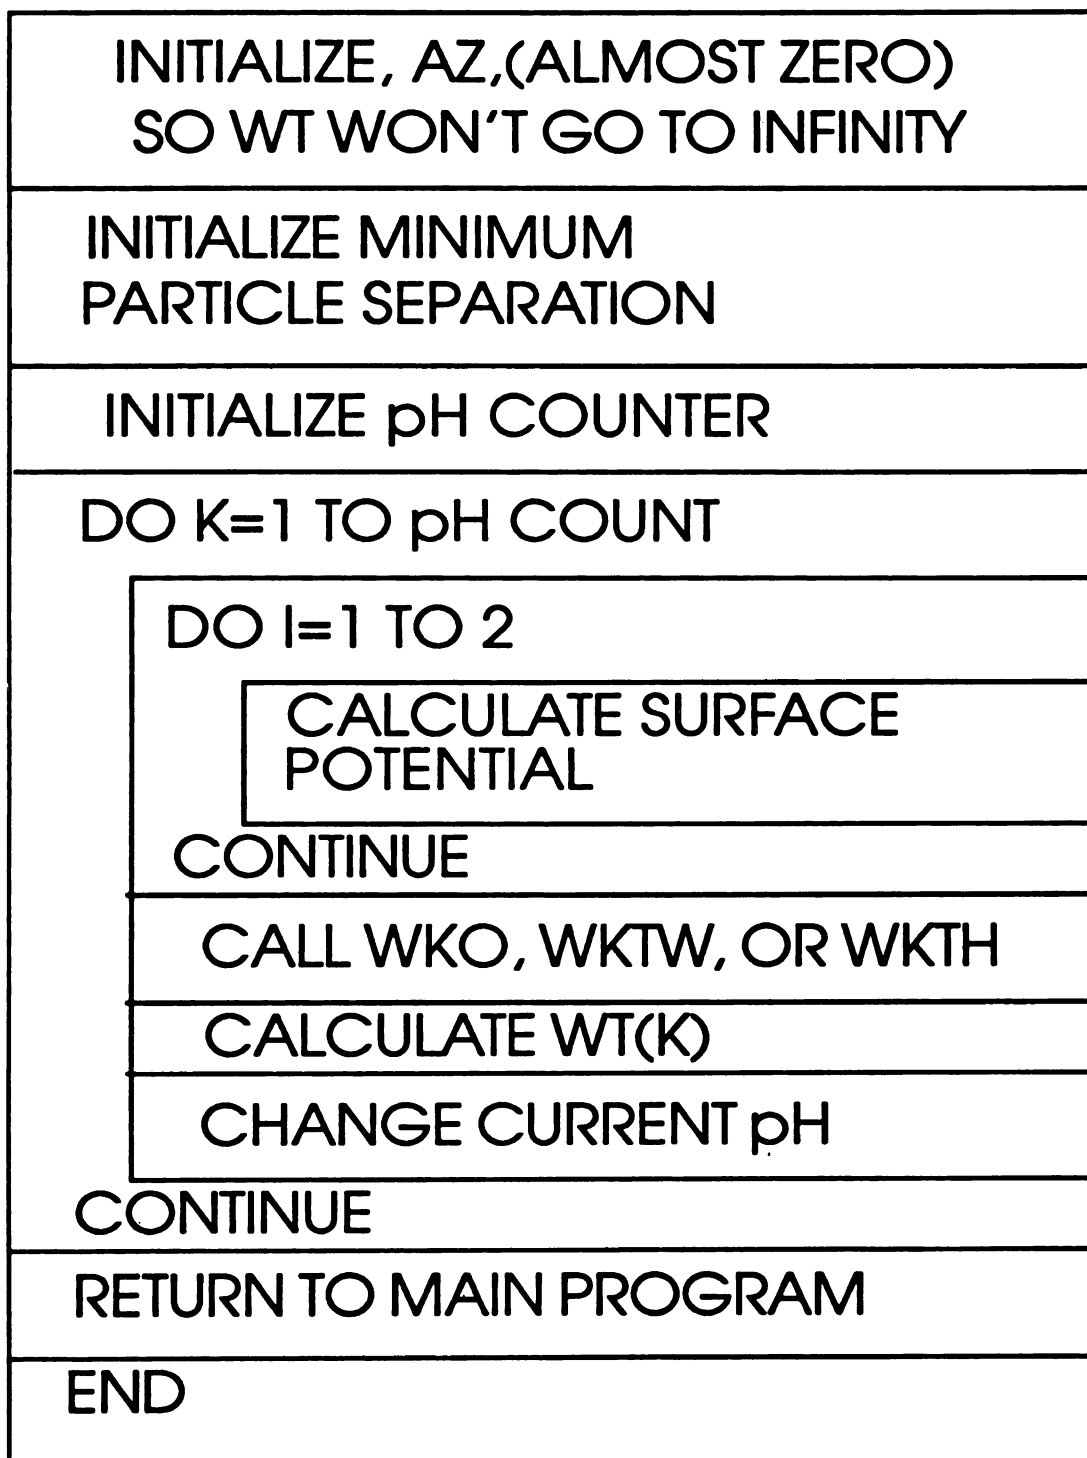 INITIALIZE, AZ,(ALMOST ZERO)
SO WT WON'T GO TO INFINITY
INITIALIZE MINIMUM
PARTICLE SEPARATION
INITIALIZE pH COUNTER
DO K=1 TO pH COUNT
DO I=1 TO 2
CALCULATE SURFACE
POTENTIAL
CONTINUE
CALL WKO, WKTW, OR WKTH
CALCULATE WT(K)
CHANGE CURRENT pH
CONTINUE
RETURN TO MAIN PROGRAM
END